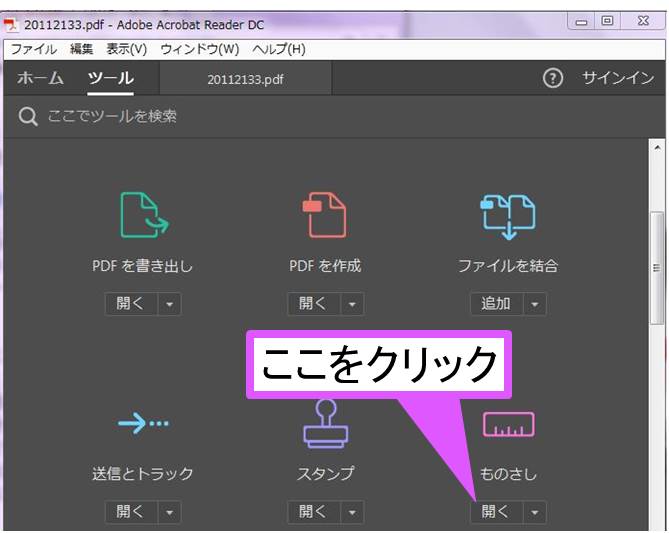 20112133.pdf - Adobe Acrobat Reader DC
ファイル 編集 表示(V) ウィンドウ(W) ヘルプ(H)
ホーム ツール 20112133.pdf ? サインイン
ここでツールを検索
PDF を書き出し PDF を作成 ファイルを結合
開く 開く 追加
ここをクリック
送信とトラック スタンプ ものさし
開く 開く 開く